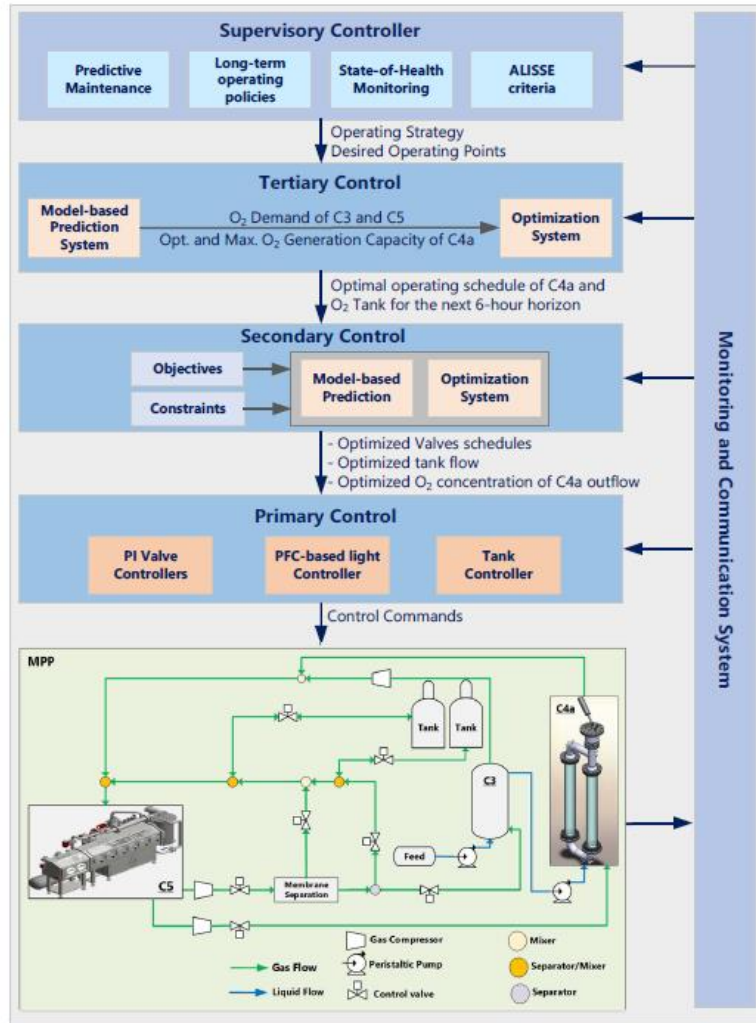 Supervisory Controller
Predictive
Maintenance
Long-term
operating
policies
State-of-Health
Monitoring
ALISSE
criteria
Operating Strategy
Desired Operating Points
Tertiary Control
Model-based
Prediction
System
O₂ Demand of C3 and C5
Opt. and Max. O₂ Generation Capacity of C4a
Optimization
System
Optimal operating schedule of C4a and
O₂ Tank for the next 6-hour horizon
Secondary Control
Objectives
Constraints
Model-based
Prediction
Optimization
System
- Optimized Valves schedules
- Optimized tank flow
- Optimized O₂ concentration of C4a outflow
Primary Control
PI Valve
Controllers
PFC-based light
Controller
Tank
Controller
Control Commands
Monitoring and Communication System
MPP
Tank
Tank
C4a
C3
Feed
C5
Membrane
Separation
Gas Flow
Liquid Flow
Gas Compressor
Peristaltic Pump
Control valve
Mixer
Separator/Mixer
Separator